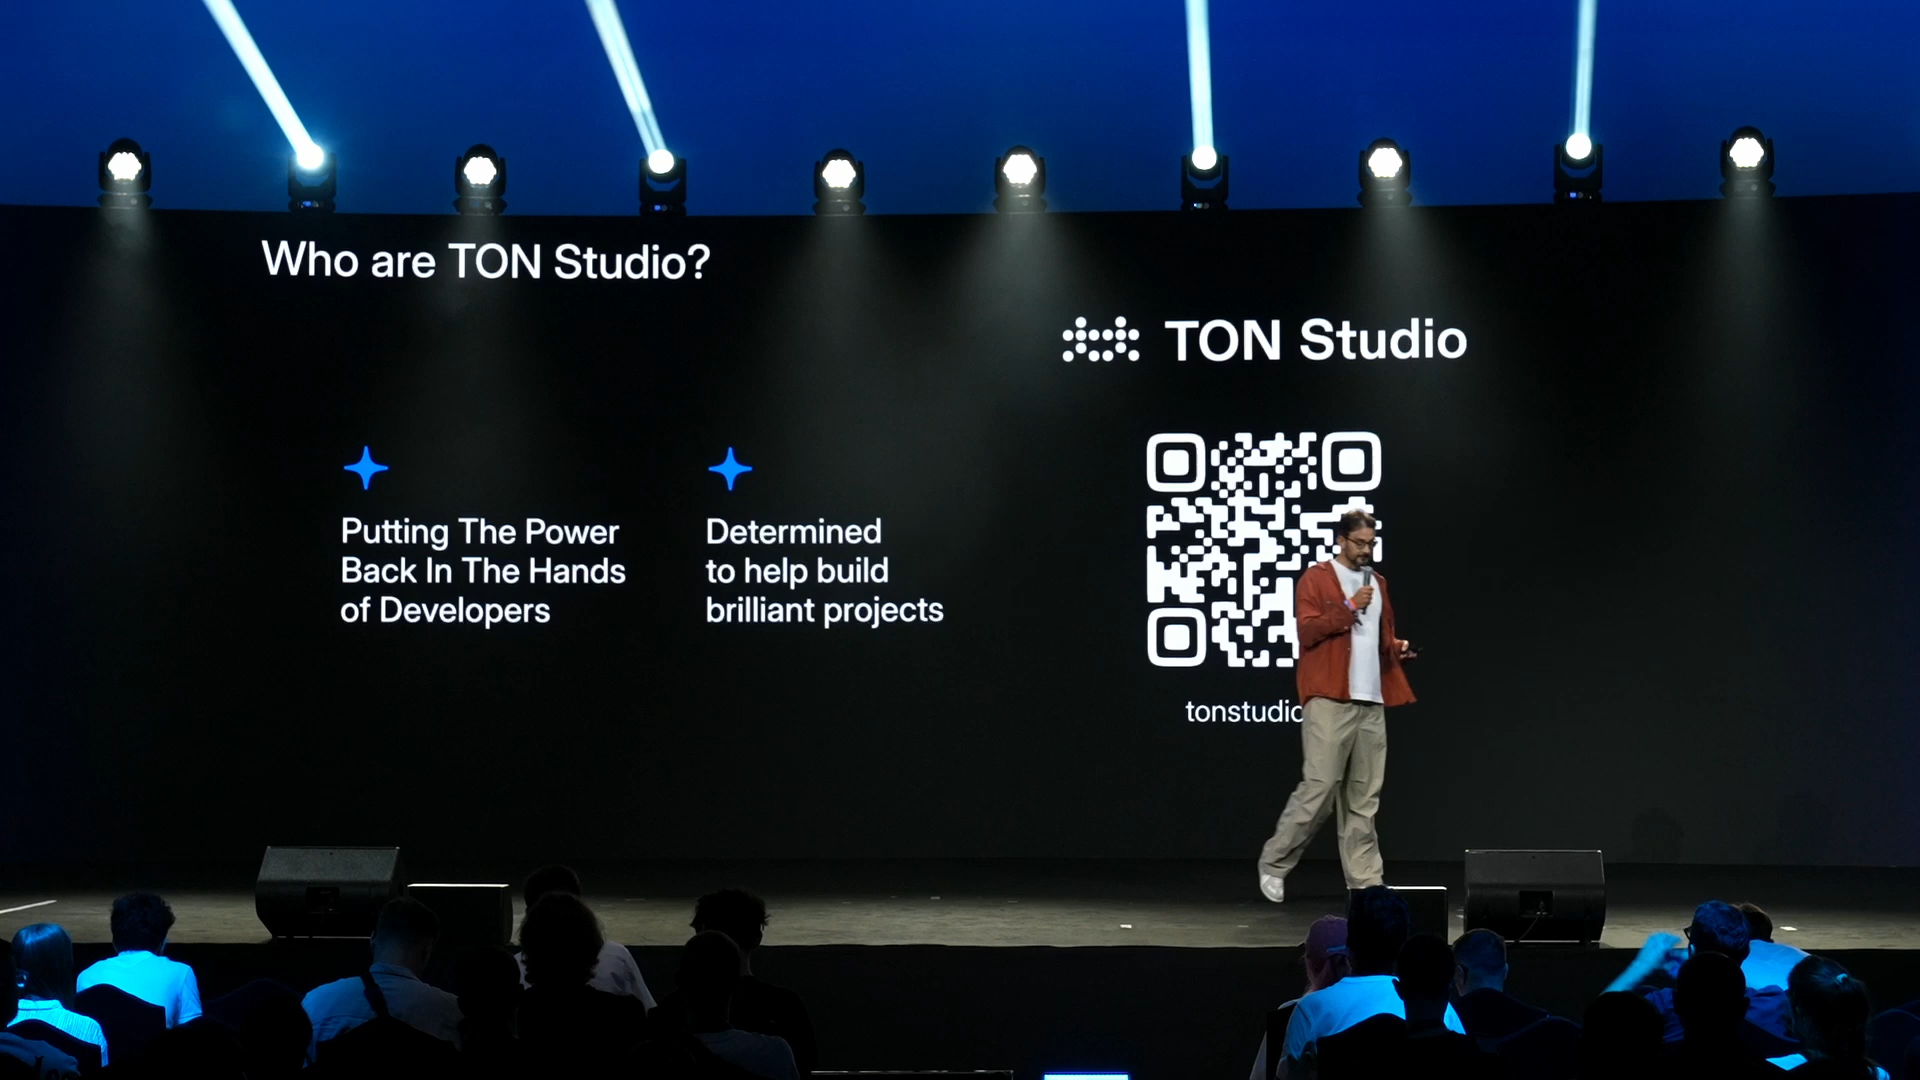 Who are TON Studio?
TON Studio
Putting The Power
Back In The Hands
of Developers
Determined
to help build
brilliant projects
tonstudio